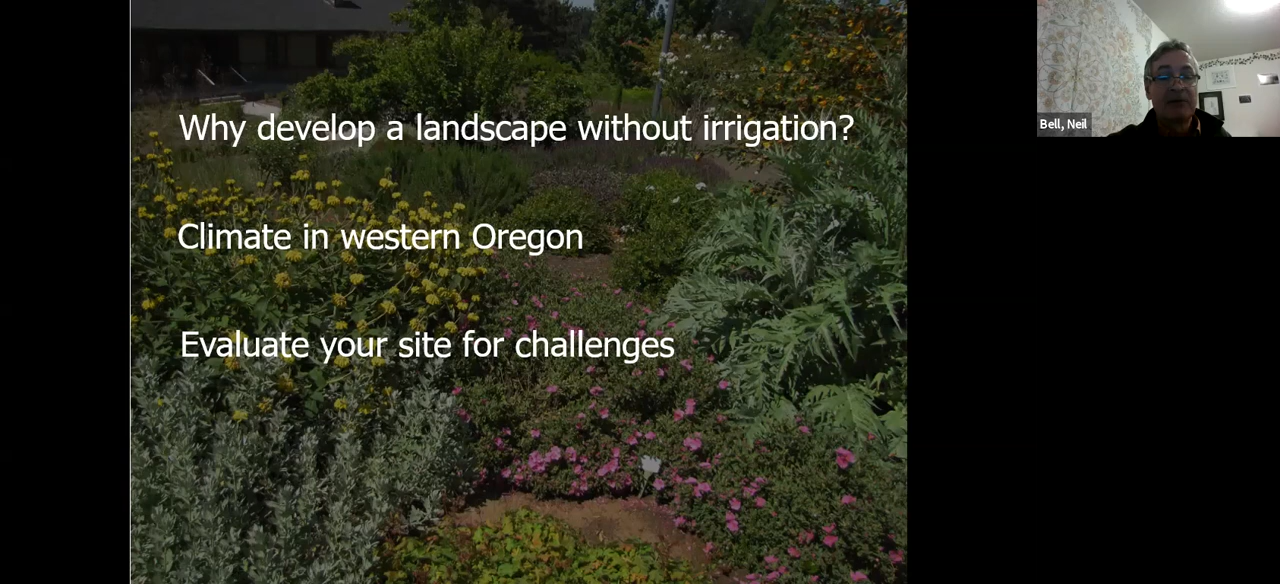 Why develop a landscape without irrigation?
Climate in western Oregon
Evaluate your site for challenges
Bell, Neil